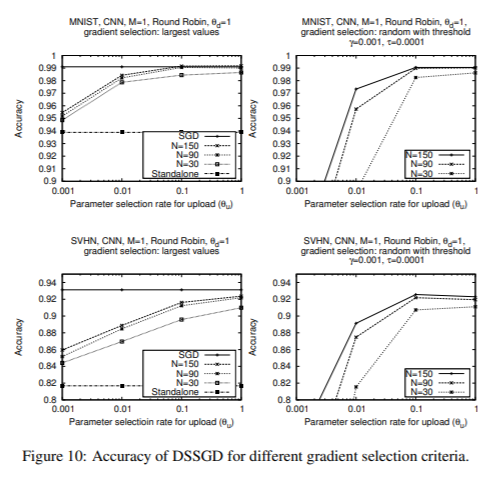 MNIST, CNN, M=1, Round Robin, θd=1
gradient selection: largest values
1
0.99
0.98
0.97
0.96
0.95
0.94
0.93
0.92
0.91
0.9
Accuracy
SGD
N=150
N=90
N=30
Standalone
0.001 0.01 0.1 1
Parameter selection rate for upload (θu)
MNIST, CNN, M=1, Round Robin, θd=1,
gradient selection: random with threshold
γ=0.001, τ=0.0001
1
0.99
0.98
0.97
0.96
0.95
0.94
0.93
0.92
0.91
0.9
Accuracy
N=150
N=90
N=30
0.001 0.01 0.1 1
Parameter selection rate for upload (θu)
SVHN, CNN, M=1, Round Robin, θd=1
gradient selection: largest values
0.94
0.92
0.9
0.88
0.86
0.84
0.82
0.8
Accuracy
SGD
N=150
N=90
N=30
Standalone
0.001 0.01 0.1 1
Parameter selectioin rate for upload (θu)
SVHN, CNN, M=1, Round Robin, θd=1,
gradient selection: random with threshold
γ=0.001, τ=0.0001
0.94
0.92
0.9
0.88
0.86
0.84
0.82
0.8
Accuracy
N=150
N=90
N=30
0.001 0.01 0.1 1
Parameter selection rate for upload (θu)
Figure 10: Accuracy of DSSGD for different gradient selection criteria.